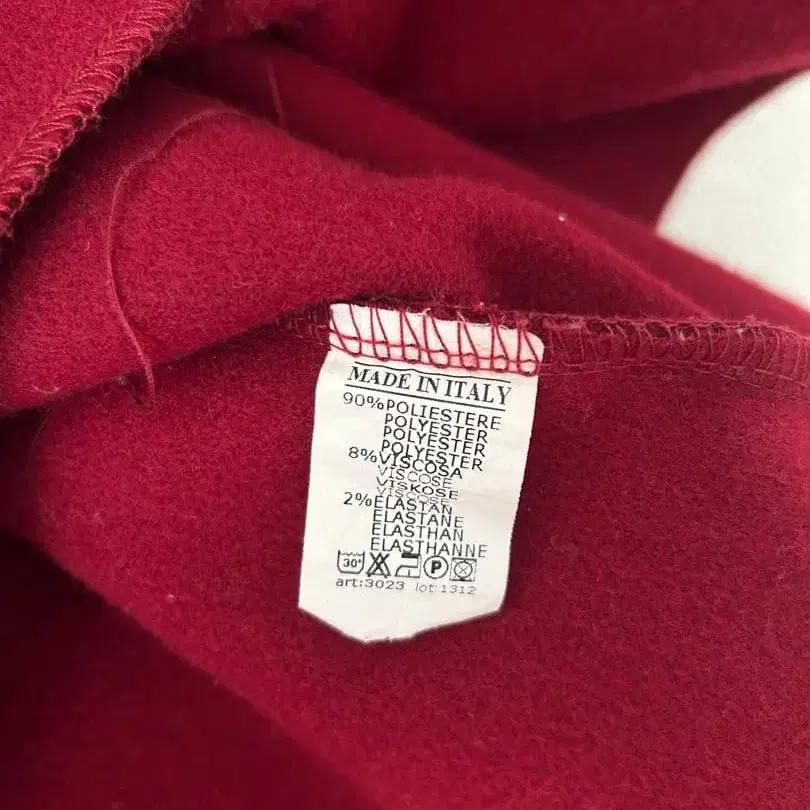 MADE IN ITALY
90% POLIESTERE
POLYESTER
POLYESTER
POLYESTER
8% VISCOSA
VISCOSE
VISKOSE
VISCOSE
2% ELASTAN
ELASTANE
ELASTHAN
ELASTHANNE
30° P
art:3023 lot:1312